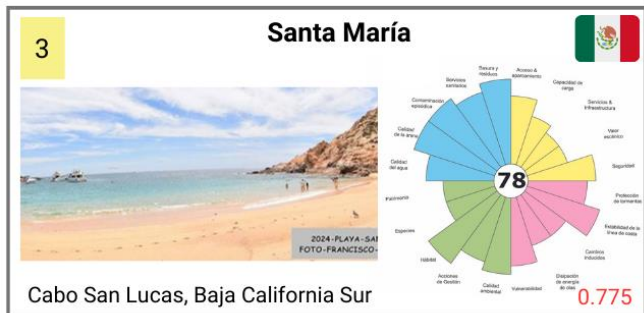 3
Santa María
Basura y
residuos
Acceso &
aparcamiento
Servicios
sanitarios
Capacidad de
carga
Contaminación
episódica
Servicios &
Infraestructura
Calidad
de la arena
Valor
escénico
Calidad
del agua
Seguridad
78
Patrimonio
Protección
de tormentas
Especies
Estabilidad de la
línea de costa
Hábitat
Cambios
inducidos
Acciones
de Gestión
Disipación
de energía
de olas
Calidad
ambiental
Vulnerabilidad
2024-PLAYA-SA
FOTO-FRANCISCO-
Cabo San Lucas, Baja California Sur
0.775